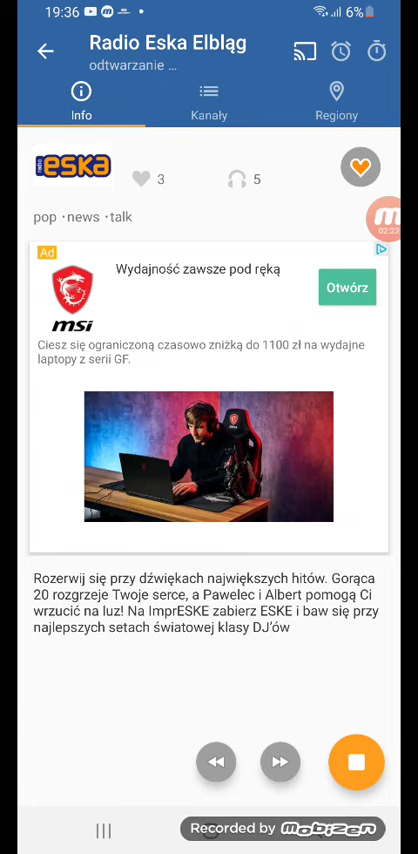 19:36
6%
Radio Eska Elbląg
odtwarzanie ...
Info
Kanały
Regiony
radio ESKA
3
5
pop · news · talk
02:23
Ad
Wydajność zawsze pod ręką
Otwórz
msi
Ciesz się ograniczoną czasowo zniżką do 1100 zł na wydajne
laptopy z serii GF.
Rozerwij się przy dźwiękach największych hitów. Gorąca
20 rozgrzeje Twoje serce, a Pawelec i Albert pomogą Ci
wrzucić na luz! Na ImprESKE zabierz ESKE i baw się przy
najlepszych setach światowej klasy DJ’ów
Recorded by mobizen